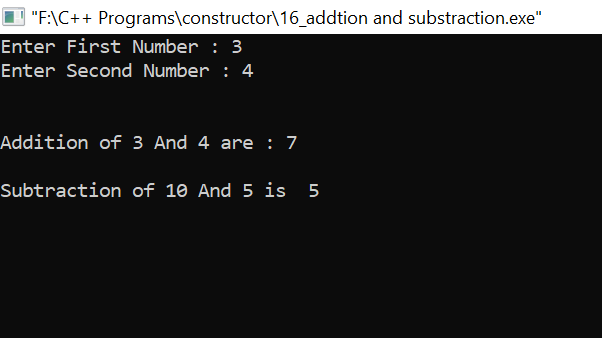 "F:\C++ Programs\constructor\16_addtion and substraction.exe"
Enter First Number : 3
Enter Second Number : 4
Addition of 3 And 4 are : 7
Subtraction of 10 And 5 is  5